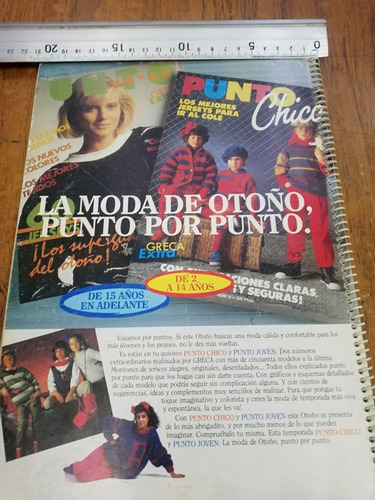 20 15 10 5 0
PUNTO
Chico
LOS MEJORES
JERSEYS PARA
IR AL COLE
LA MODA DE OTOÑO,
PUNTO POR PUNTO.
GRECA
Extra
¡Los
del otoño!
Y SEGURAS!
DE 2
A 14 AÑOS
DE 15 AÑOS
EN ADELANTE
Vayamos por puntos. Si este Otoño buscas una moda cálida y confortable para los
más jóvenes y los peques, no le des más vueltas.
Ya están en tu quiosco PUNTO CHICO y PUNTO JOVEN. Dos números
extraordinarios realizados por GRECA con más de cincuenta modelos a la última.
Montones de jerseys alegres, originales, desenfadados... Todos ellos explicados punto
por punto para que los hagas casi sin darte cuenta. Con gráficos y esquemas detallados
de cada modelo que podrás seguir sin complicación alguna. Y con cientos de
sugerencias, ideas y complementos muy sencillos de realizar. Para que pongas tu
toque imaginativo y colorista y crees la moda de temporada más viva
y espontánea, la que les va!
Con PUNTO CHICO y PUNTO JOVEN este Otoño se presenta
de lo más abrigadito, y por mucho menos de lo que puedes
imaginar. Compruébalo tu misma. Esta temporada PUNTO CHICO
y PUNTO JOVEN: La moda de Otoño, punto por punto.